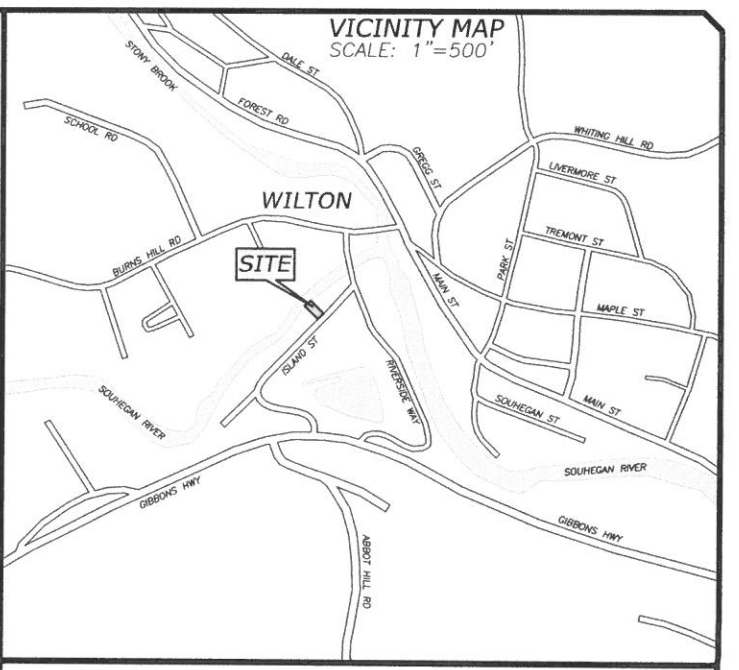 VICINITY MAP
SCALE: 1"=500'
STONY BROOK
DALE ST
FOREST RD
SCHOOL RD
GREGG ST
WHITING HILL RD
LIVERMORE ST
WILTON
TREMONT ST
BURNS HILL RD
SITE
PARK ST
MAIN ST
MAPLE ST
ISLAND ST
RIVERSIDE WAY
SOUHEGAN RIVER
SOUHEGAN ST
MAIN ST
SOUHEGAN RIVER
GIBBONS HWY
GIBBONS HWY
ABBOT HILL RD